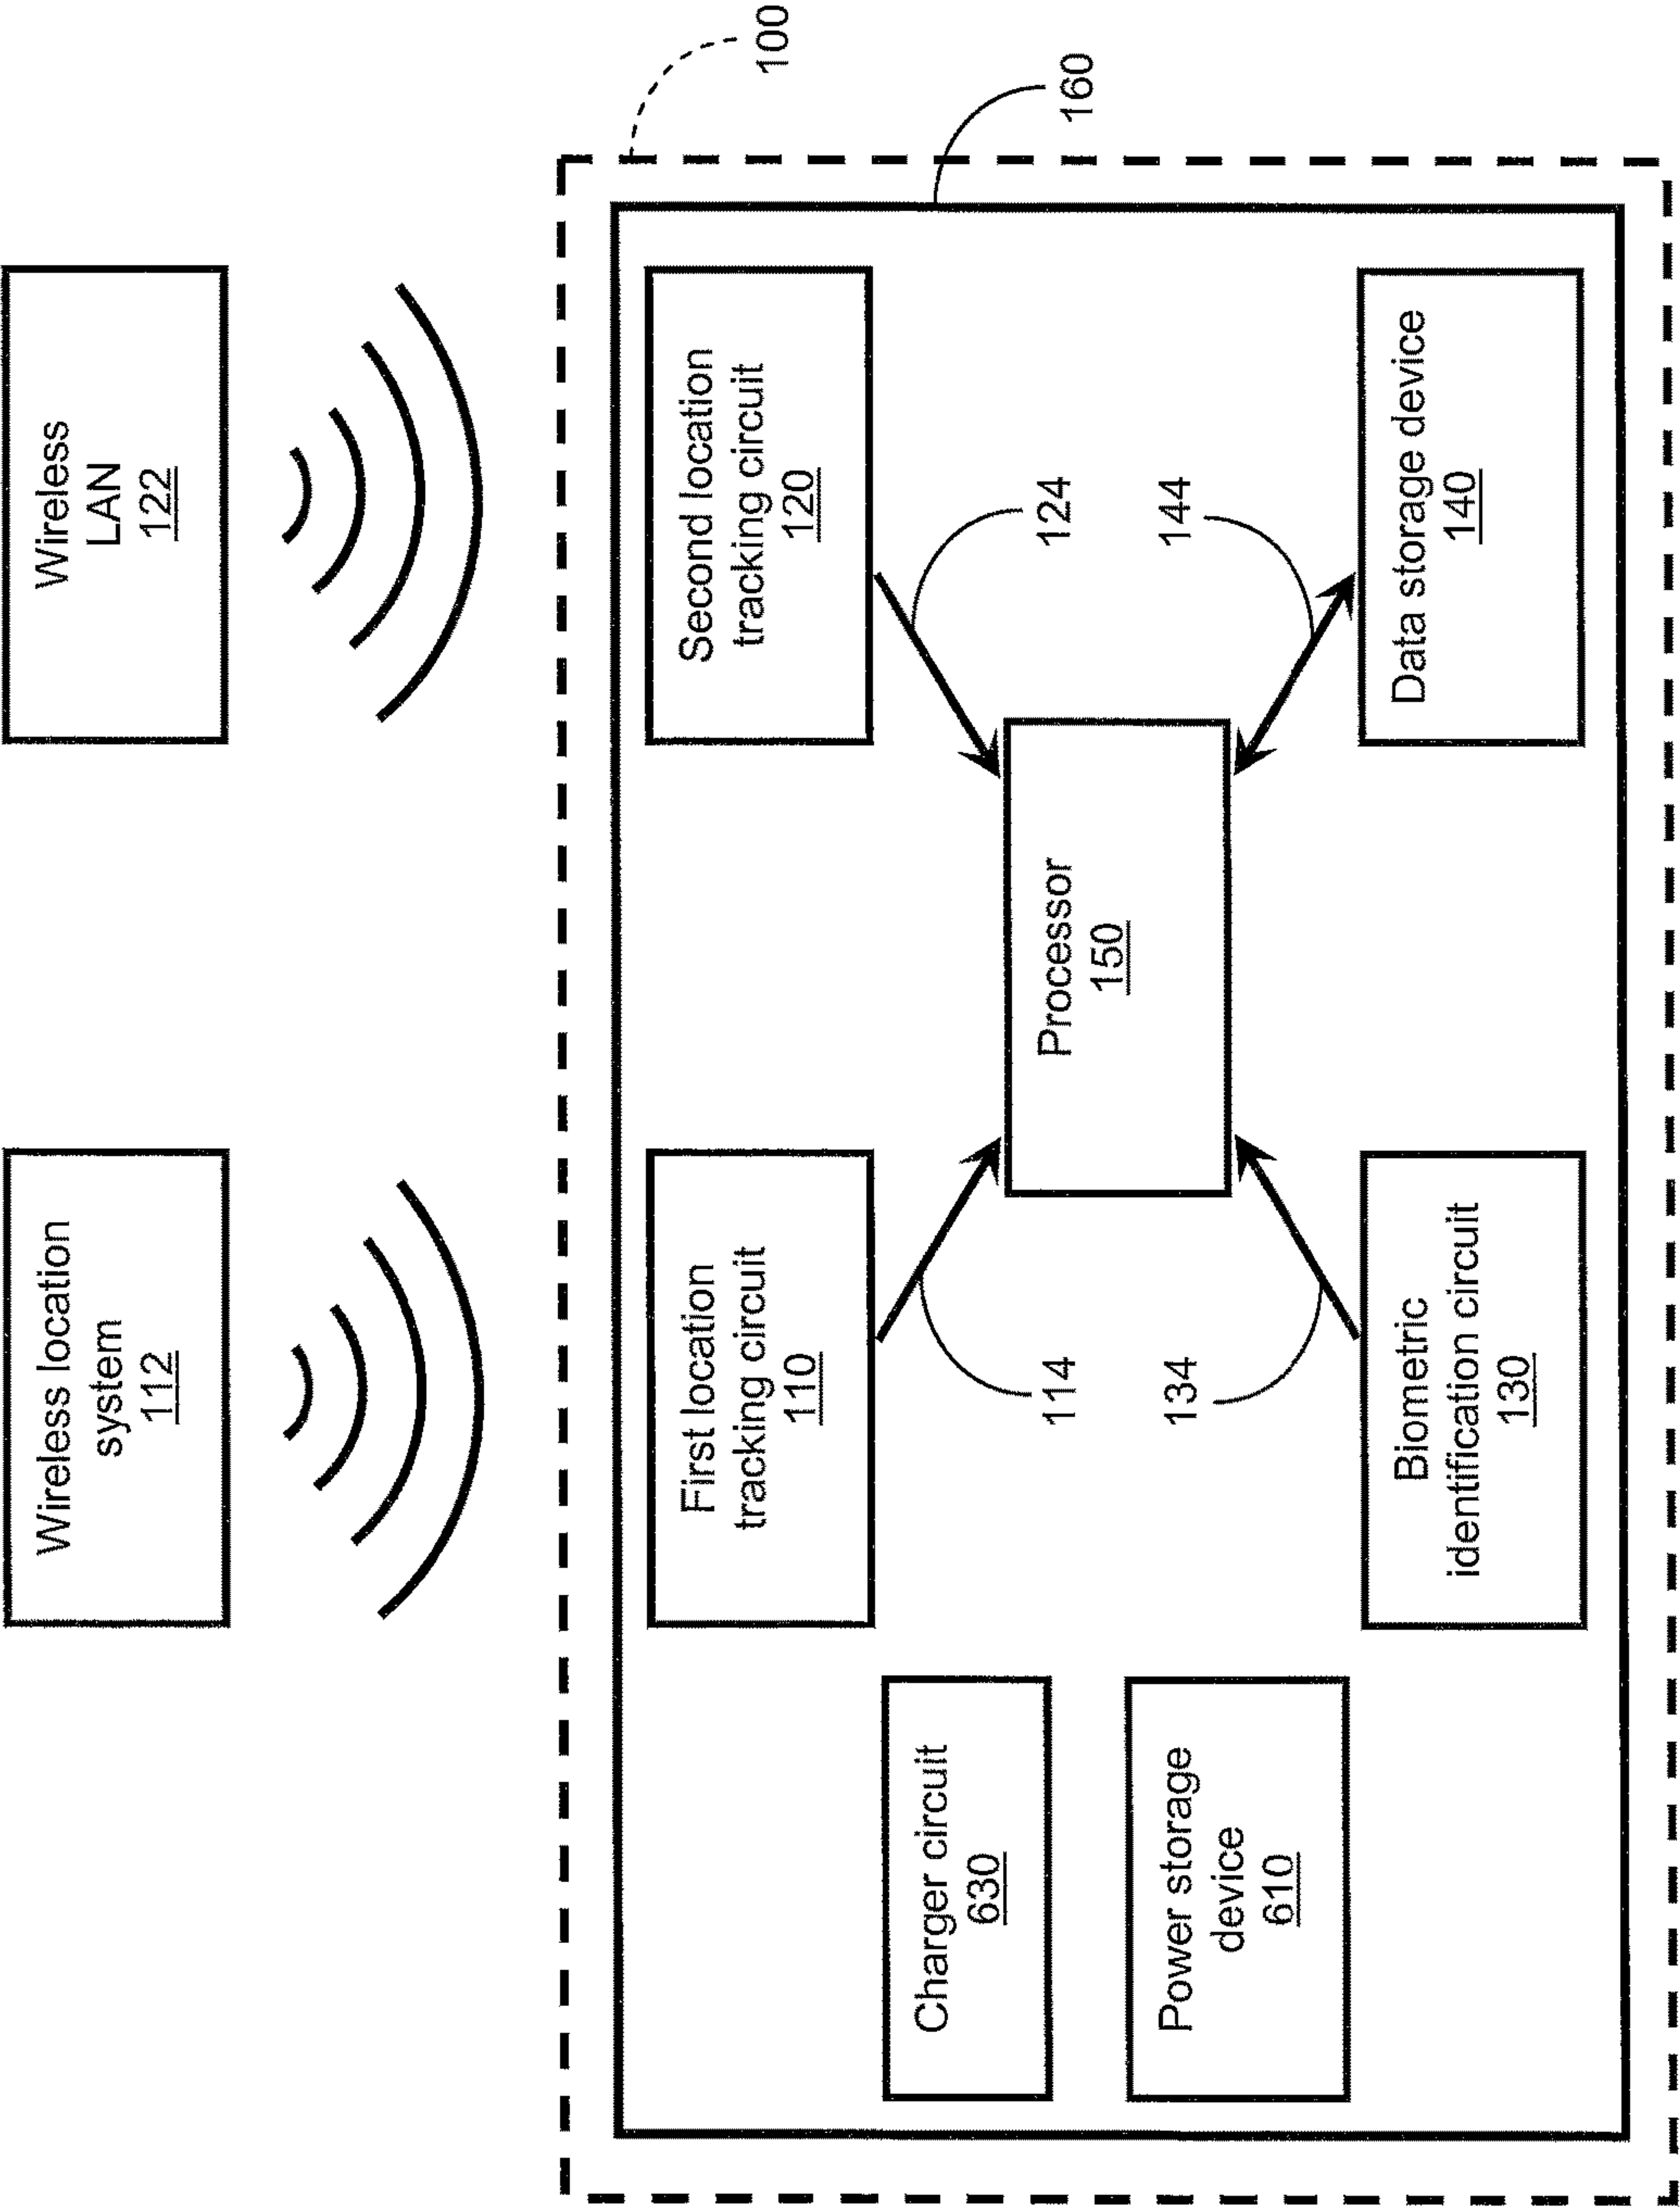 Wireless location
system
112
Wireless
LAN
122
100
160
First location
tracking circuit
110
Second location
tracking circuit
120
Charger circuit
630
114
124
Processor
150
134
144
Power storage
device
610
Biometric
identification circuit
130
Data storage device
140